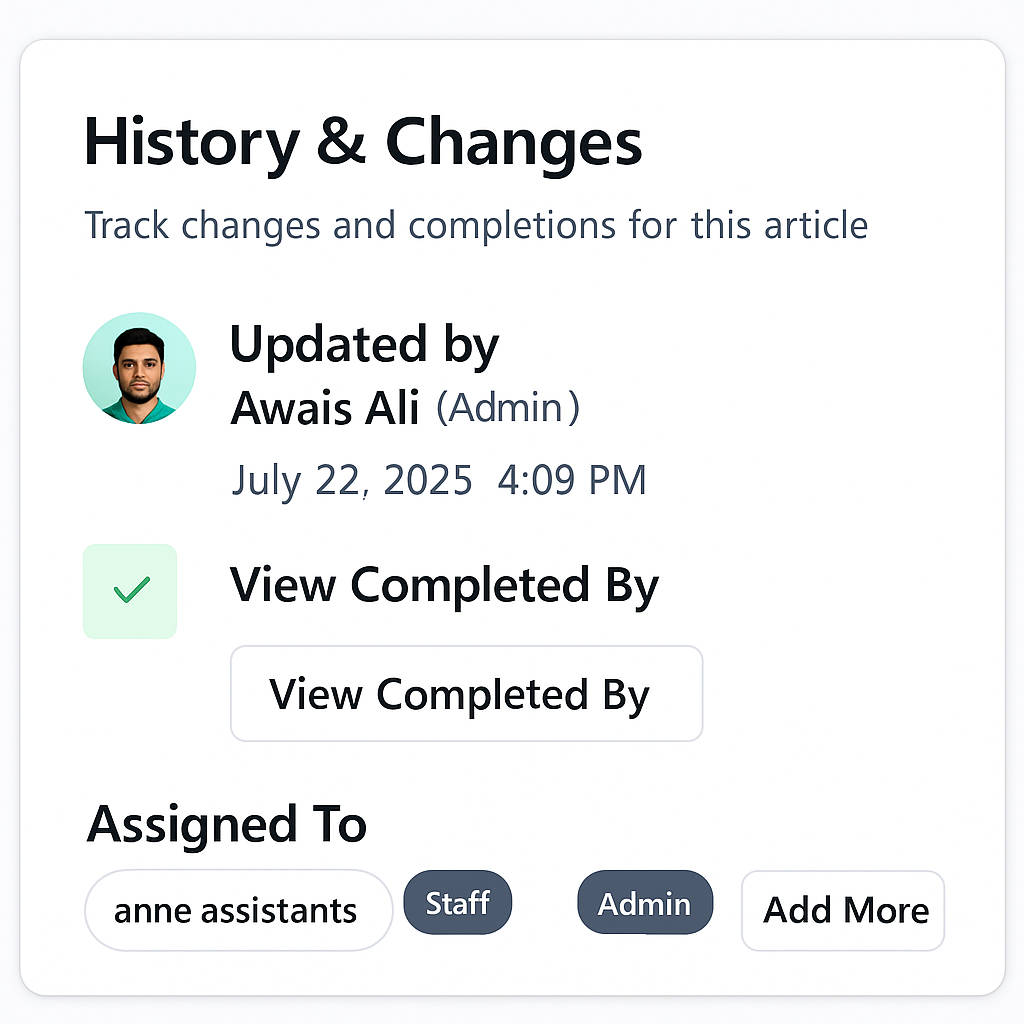 History & Changes
Track changes and completions for this article
Updated by
Awais Ali (Admin)
July 22, 2025 4:09 PM
View Completed By
View Completed By
Assigned To
anne assistants Staff Admin Add More